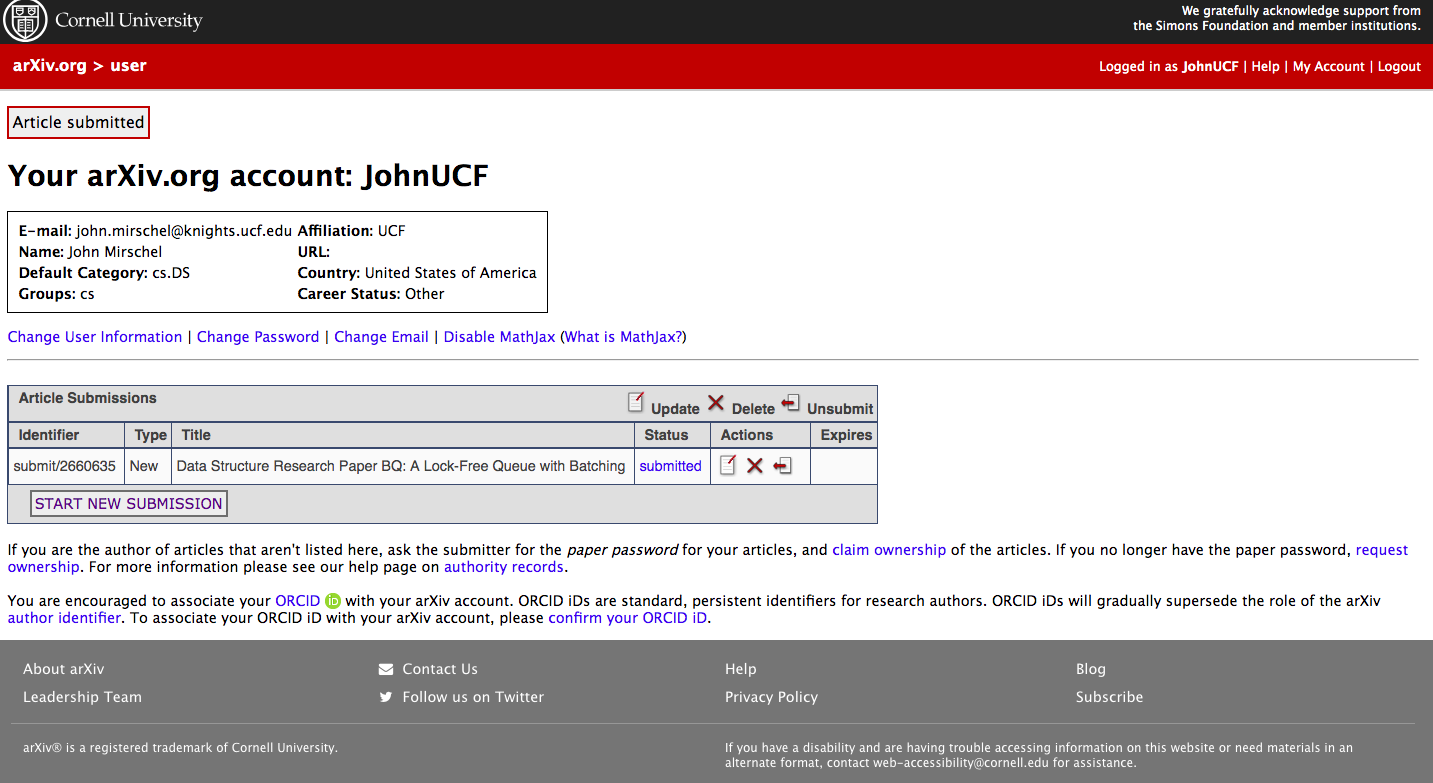 Cornell University
We gratefully acknowledge support from
the Simons Foundation and member institutions.
arXiv.org > user
Logged in as JohnUCF | Help | My Account | Logout
Article submitted
Your arXiv.org account: JohnUCF
E-mail: john.mirschel@knights.ucf.edu Affiliation: UCF
Name: John Mirschel URL:
Default Category: cs.DS Country: United States of America
Groups: cs Career Status: Other
Change User Information | Change Password | Change Email | Disable MathJax (What is MathJax?)
Article Submissions Update Delete Unsubmit
Identifier Type Title Status Actions Expires
submit/2660635 New Data Structure Research Paper BQ: A Lock-Free Queue with Batching submitted
START NEW SUBMISSION
If you are the author of articles that aren't listed here, ask the submitter for the paper password for your articles, and claim ownership of the articles. If you no longer have the paper password, request
ownership. For more information please see our help page on authority records.
You are encouraged to associate your ORCID iD with your arXiv account. ORCID iDs are standard, persistent identifiers for research authors. ORCID iDs will gradually supersede the role of the arXiv
author identifier. To associate your ORCID iD with your arXiv account, please confirm your ORCID iD.
About arXiv Contact Us Help Blog
Leadership Team Follow us on Twitter Privacy Policy Subscribe
arXiv® is a registered trademark of Cornell University.
If you have a disability and are having trouble accessing information on this website or need materials in an
alternate format, contact web-accessibility@cornell.edu for assistance.